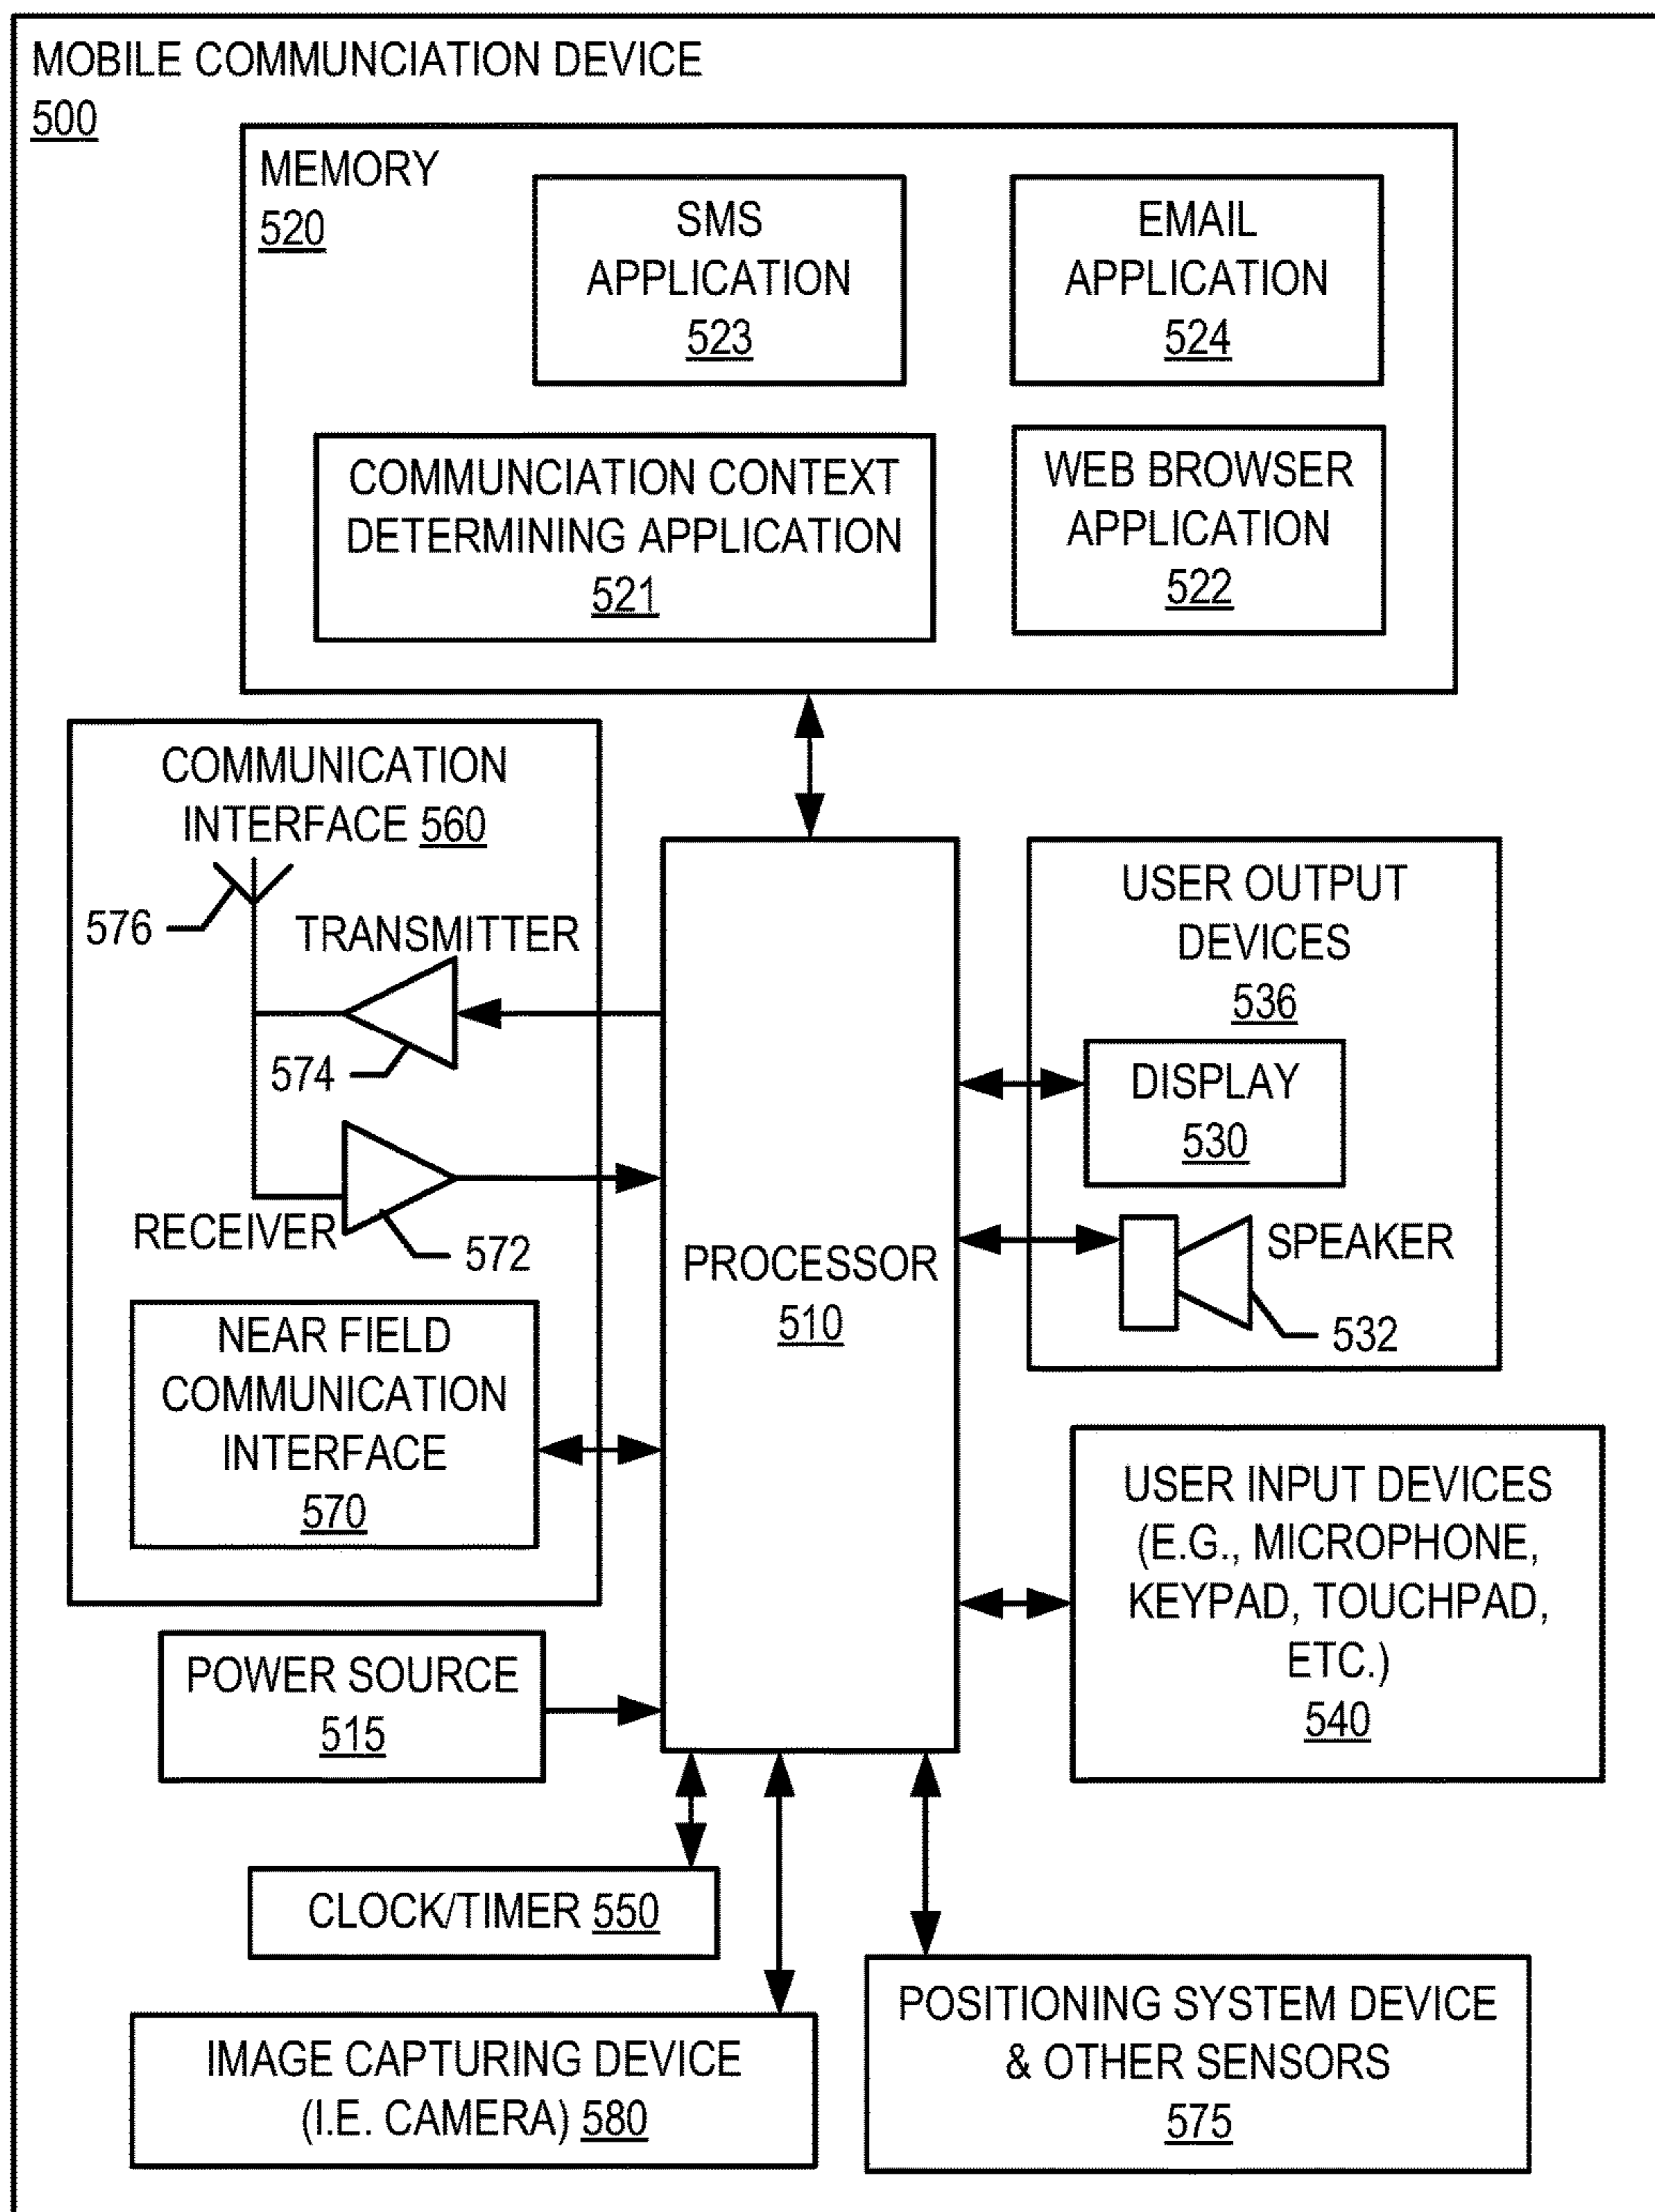 MOBILE COMMUNCIATION DEVICE
500
MEMORY
520
SMS
APPLICATION
523
EMAIL
APPLICATION
524
COMMUNCIATION CONTEXT
DETERMINING APPLICATION
521
WEB BROWSER
APPLICATION
522
COMMUNICATION
INTERFACE 560
576
TRANSMITTER
574
RECEIVER
572
NEAR FIELD
COMMUNICATION
INTERFACE
570
PROCESSOR
510
USER OUTPUT
DEVICES
536
DISPLAY
530
SPEAKER
532
USER INPUT DEVICES
(E.G., MICROPHONE,
KEYPAD, TOUCHPAD,
ETC.)
540
POWER SOURCE
515
CLOCK/TIMER 550
IMAGE CAPTURING DEVICE
(I.E. CAMERA) 580
POSITIONING SYSTEM DEVICE
& OTHER SENSORS
575